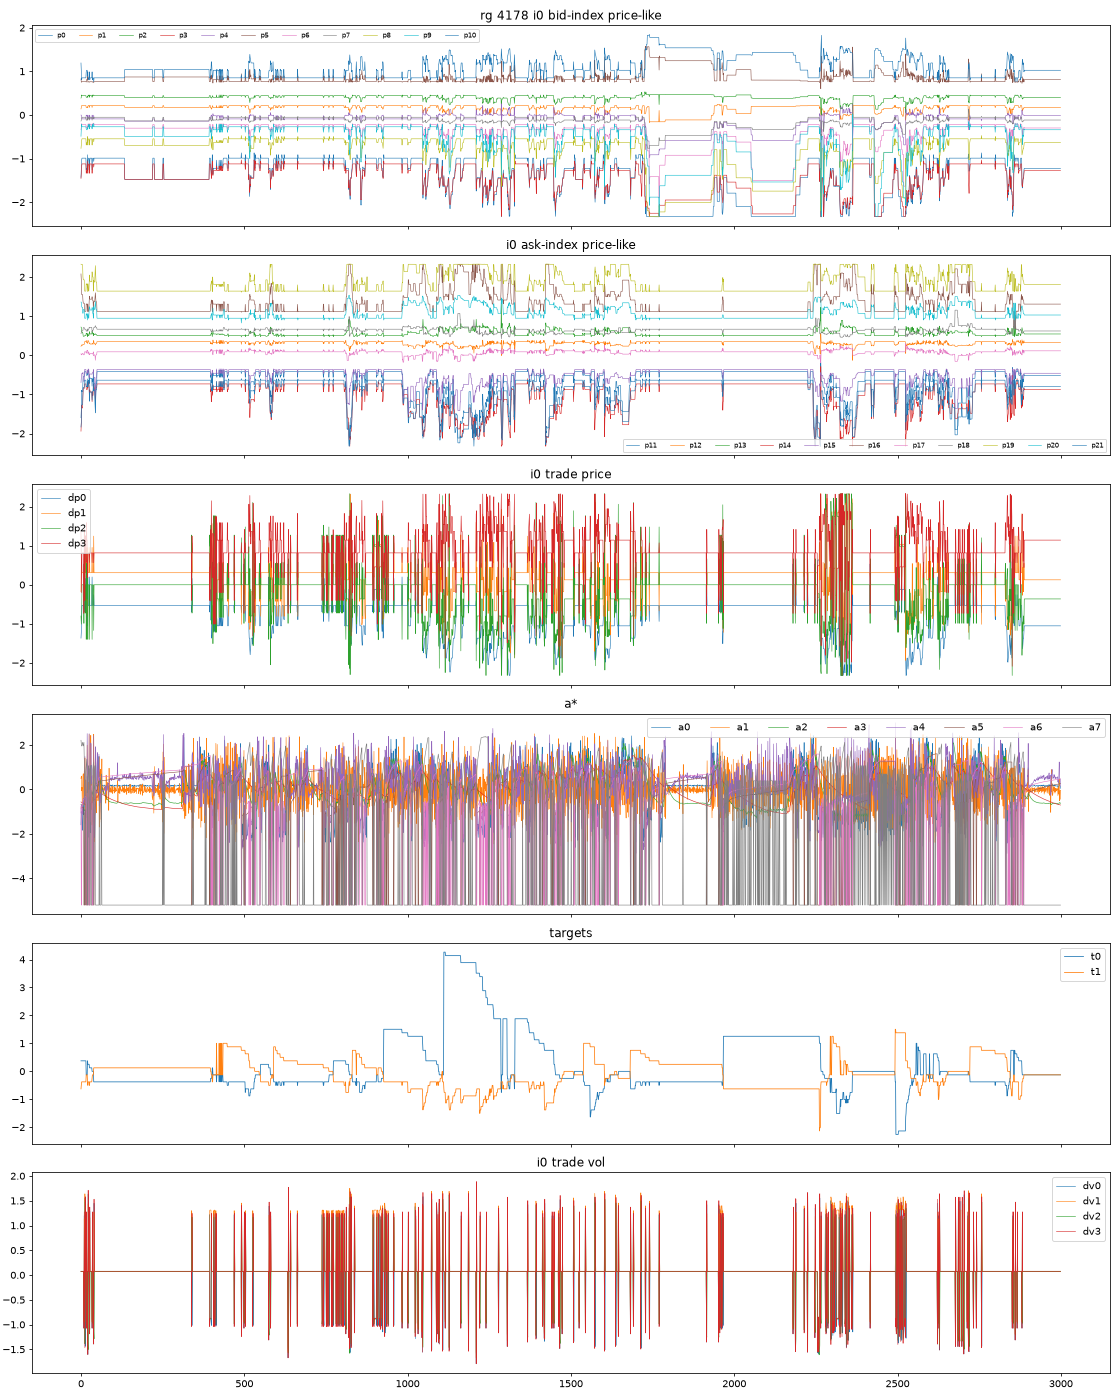 rg 4178 i0 bid-index price-like
p0 p1 p2 p3 p4 p5 p6 p7 p8 p9 p10
2
1
0
−1
−2
i0 ask-index price-like
2
1
0
−1
−2
p11 p12 p13 p14 p15 p16 p17 p18 p19 p20 p21
i0 trade price
dp0
dp1
dp2
dp3
2
1
0
−1
−2
a*
a0 a1 a2 a3 a4 a5 a6 a7
2
0
−2
−4
targets
t0
t1
4
3
2
1
0
−1
−2
i0 trade vol
dv0
dv1
dv2
dv3
2.0
1.5
1.0
0.5
0.0
−0.5
−1.0
−1.5
0 500 1000 1500 2000 2500 3000